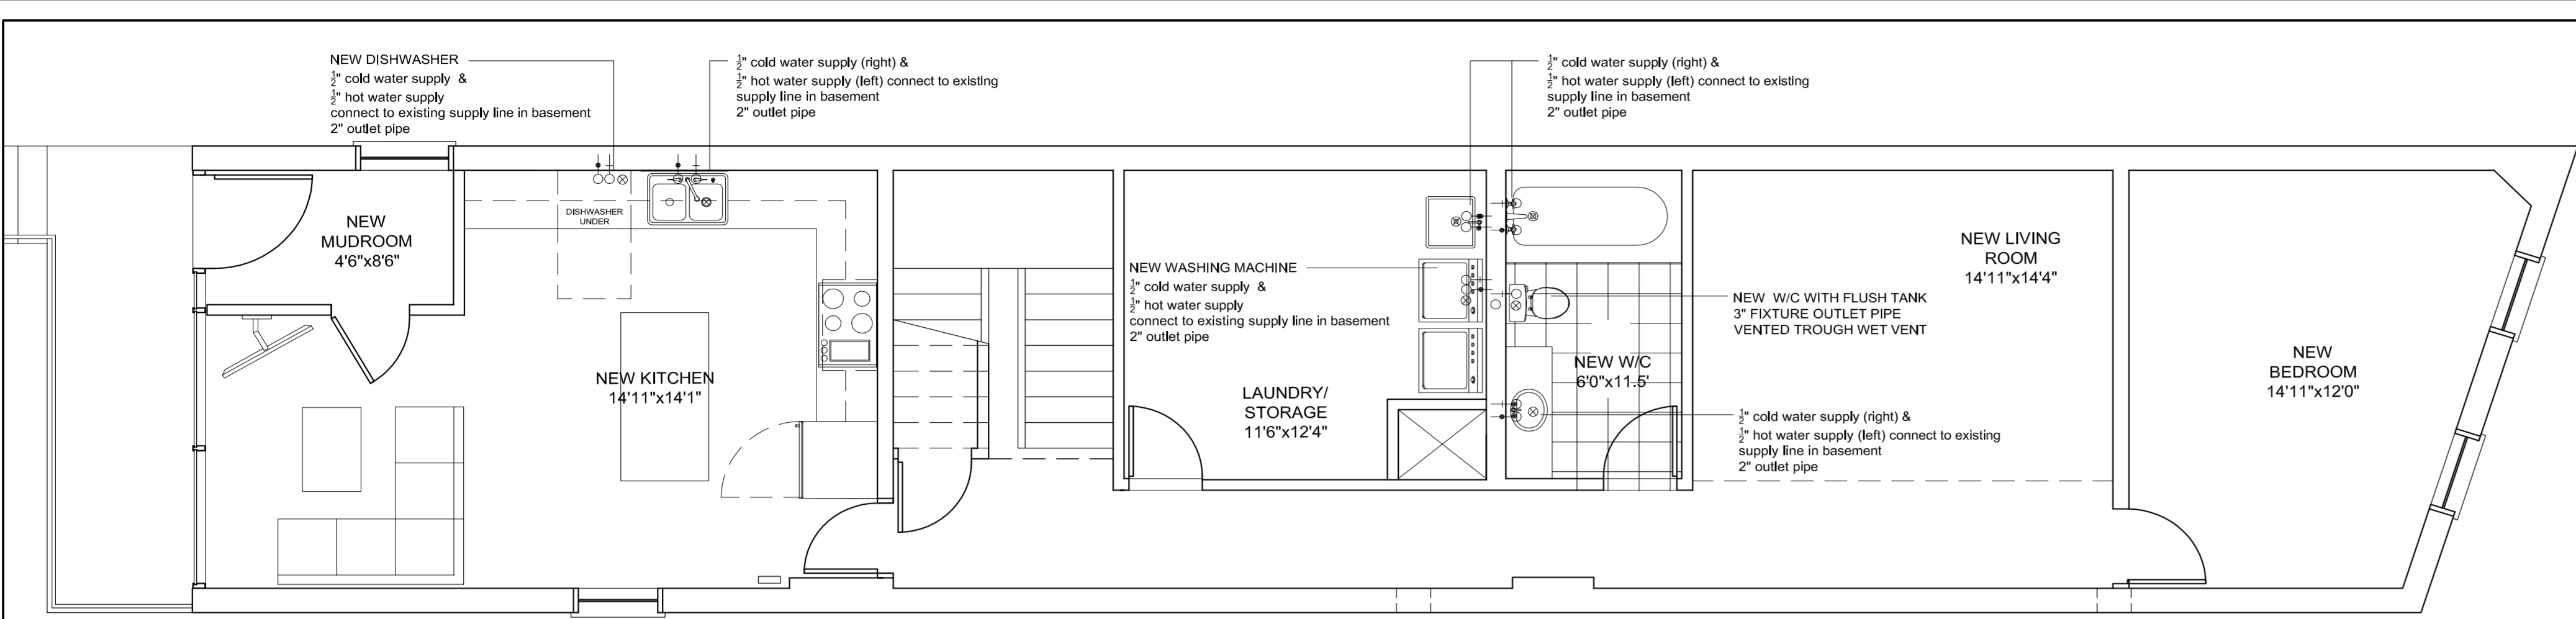 NEW DISHWASHER
1/2" cold water supply &
1/2" hot water supply
connect to existing supply line in basement
2" outlet pipe
1/2" cold water supply (right) &
1/2" hot water supply (left) connect to existing
supply line in basement
2" outlet pipe
1/2" cold water supply (right) &
1/2" hot water supply (left) connect to existing
supply line in basement
2" outlet pipe
NEW
MUDROOM
4'6"x8'6"
DISHWASHER
UNDER
NEW KITCHEN
14'11"x14'1"
NEW WASHING MACHINE
1/2" cold water supply &
1/2" hot water supply
connect to existing supply line in basement
2" outlet pipe
LAUNDRY/
STORAGE
11'6"x12'4"
NEW W/C
6'0"x11.5'
NEW LIVING
ROOM
14'11"x14'4"
NEW W/C WITH FLUSH TANK
3" FIXTURE OUTLET PIPE
VENTED TROUGH WET VENT
1/2" cold water supply (right) &
1/2" hot water supply (left) connect to existing
supply line in basement
2" outlet pipe
NEW
BEDROOM
14'11"x12'0"